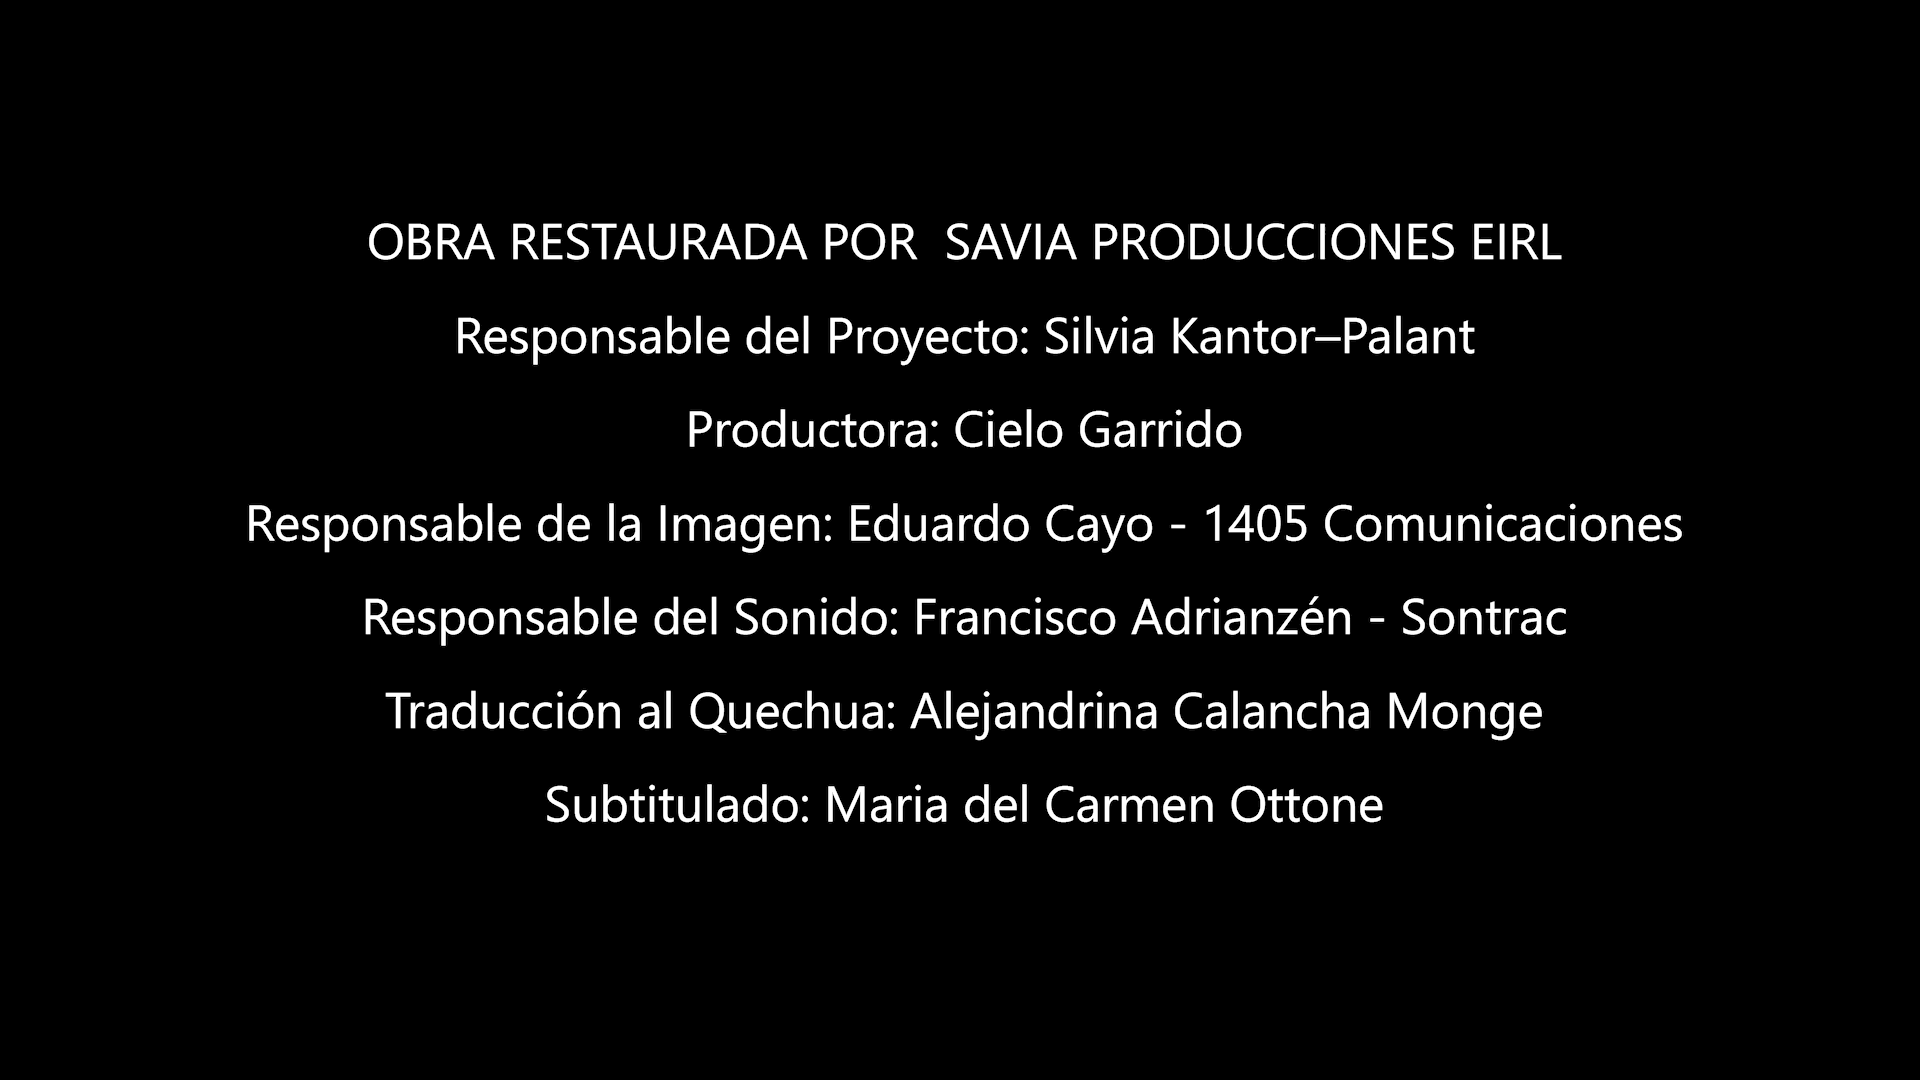 OBRA RESTAURADA POR  SAVIA PRODUCCIONES EIRL
Responsable del Proyecto: Silvia Kantor–Palant
Productora: Cielo Garrido
Responsable de la Imagen: Eduardo Cayo - 1405 Comunicaciones
Responsable del Sonido: Francisco Adrianzén - Sontrac
Traducción al Quechua: Alejandrina Calancha Monge
Subtitulado: Maria del Carmen Ottone